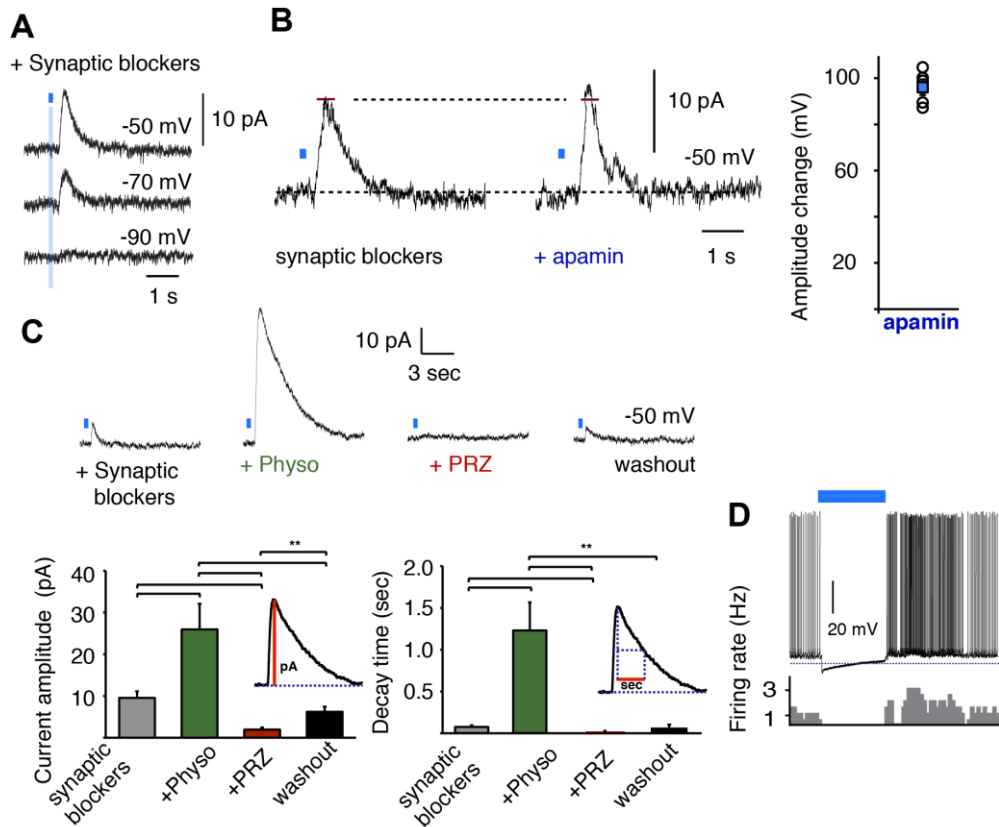 A
+ Synaptic blockers
-50 mV
10 pA
-70 mV
-90 mV
1 s
B
10 pA
-50 mV
synaptic blockers
+ apamin
1 s
Amplitude change (mV)
100
60
20
apamin
C
10 pA
3 sec
-50 mV
+ Synaptic
blockers
+ Physo
+ PRZ
washout
Current amplitude (pA)
40
30
20
10
**
pA
synaptic
blockers
+Physo
+PRZ
washout
Decay time (sec)
2.0
1.5
1.0
0.5
**
sec
synaptic
blockers
+Physo
+PRZ
washout
D
20 mV
Firing rate (Hz)
3
1